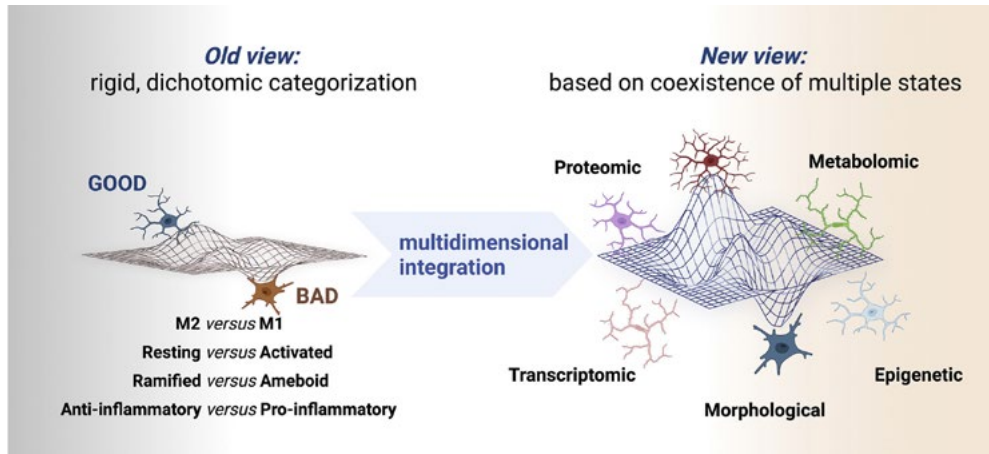 Old view:
rigid, dichotomic categorization
GOOD
BAD
M2 versus M1
Resting versus Activated
Ramified versus Ameboid
Anti-inflammatory versus Pro-inflammatory
multidimensional
integration
New view:
based on coexistence of multiple states
Proteomic
Metabolomic
Transcriptomic
Epigenetic
Morphological